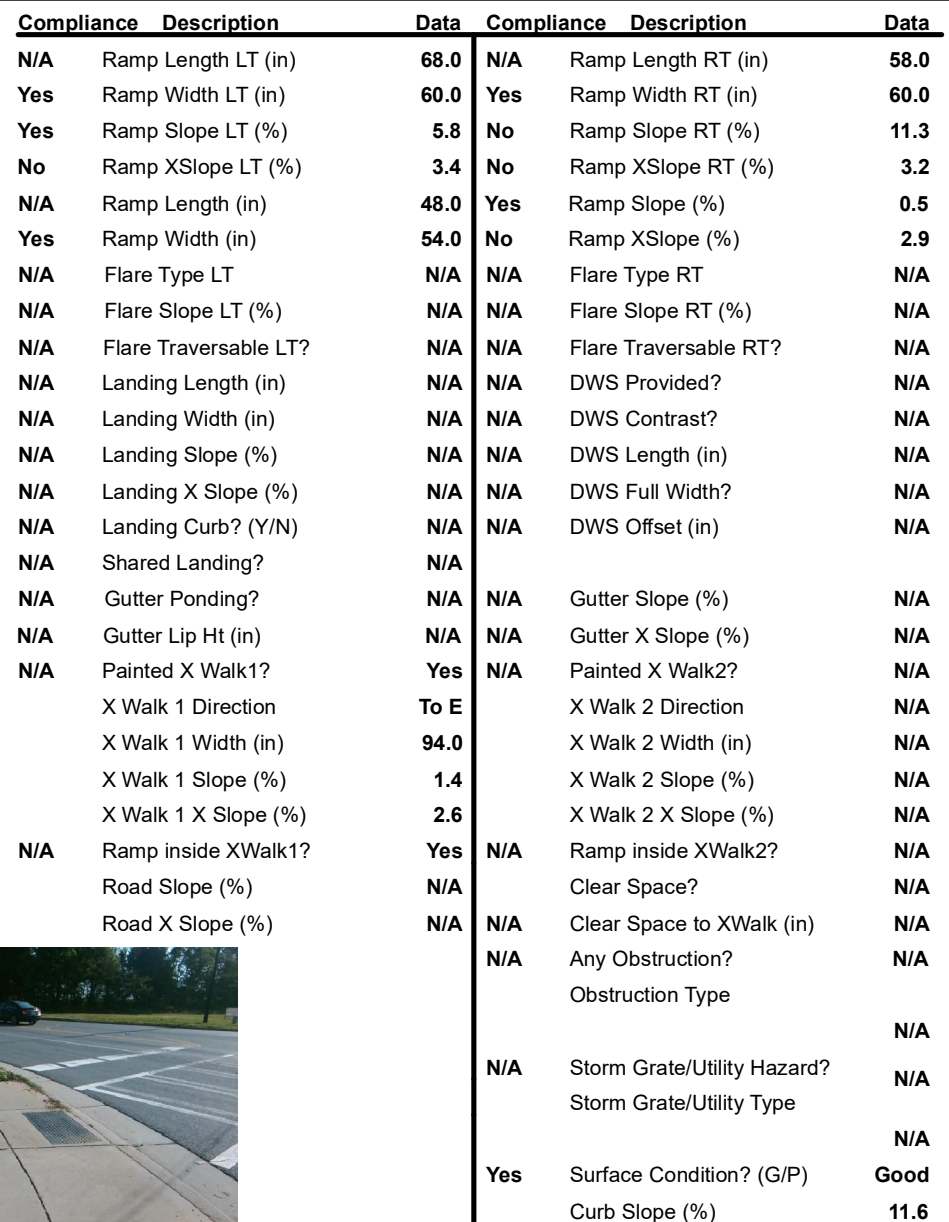 Compliance Description Data Compliance Description Data
N/A Ramp Length LT (in) 68.0 N/A Ramp Length RT (in) 58.0
Yes Ramp Width LT (in) 60.0 Yes Ramp Width RT (in) 60.0
Yes Ramp Slope LT (%) 5.8 No Ramp Slope RT (%) 11.3
No Ramp XSlope LT (%) 3.4 No Ramp XSlope RT (%) 3.2
N/A Ramp Length (in) 48.0 Yes Ramp Slope (%) 0.5
Yes Ramp Width (in) 54.0 No Ramp XSlope (%) 2.9
N/A Flare Type LT N/A N/A Flare Type RT N/A
N/A Flare Slope LT (%) N/A N/A Flare Slope RT (%) N/A
N/A Flare Traversable LT? N/A N/A Flare Traversable RT? N/A
N/A Landing Length (in) N/A N/A DWS Provided? N/A
N/A Landing Width (in) N/A N/A DWS Contrast? N/A
N/A Landing Slope (%) N/A N/A DWS Length (in) N/A
N/A Landing X Slope (%) N/A N/A DWS Full Width? N/A
N/A Landing Curb? (Y/N) N/A N/A DWS Offset (in) N/A
N/A Shared Landing? N/A
N/A Gutter Ponding? N/A N/A Gutter Slope (%) N/A
N/A Gutter Lip Ht (in) N/A N/A Gutter X Slope (%) N/A
N/A Painted X Walk1? Yes N/A Painted X Walk2? N/A
X Walk 1 Direction To E X Walk 2 Direction N/A
X Walk 1 Width (in) 94.0 X Walk 2 Width (in) N/A
X Walk 1 Slope (%) 1.4 X Walk 2 Slope (%) N/A
X Walk 1 X Slope (%) 2.6 X Walk 2 X Slope (%) N/A
N/A Ramp inside XWalk1? Yes N/A Ramp inside XWalk2? N/A
Road Slope (%) N/A Clear Space? N/A
Road X Slope (%) N/A N/A Clear Space to XWalk (in) N/A
N/A Any Obstruction? N/A
Obstruction Type
N/A
N/A Storm Grate/Utility Hazard? N/A
Storm Grate/Utility Type
N/A
Yes Surface Condition? (G/P) Good
Curb Slope (%) 11.6